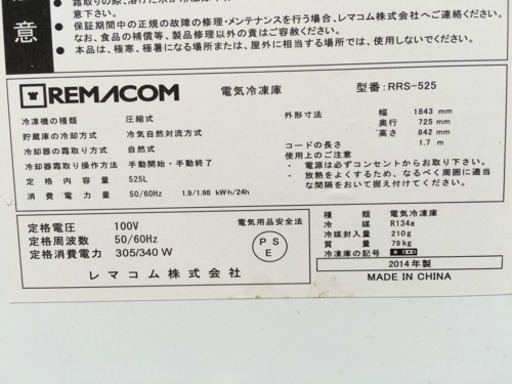 注意
● 霜取りの際、溶けた水が
意下さい。
● 保証期間中の正規の故障の修理・メンテナンスを行う場合、レマコム株式会社へご連絡ください。
なお、食品の補償等、製品修理以外の責はご容赦ください。
● 本品は、極寒、極暑になる場所または、屋外に相当する場所では、使用しないでください。
REMACOM 電気冷凍庫 型番:RRS-525
冷凍機の種類 圧縮式
貯蔵庫の冷却方式 冷気自然対流方式
冷却器の霜取り方式 自然式
冷却器霜取り操作方法 手動開始・手動終了
定格内容積 525L
消費電力量 50/60Hz 1.9/1.98 kWh/24h
外形寸法 幅 1843 mm
奥行 725 mm
高さ 842 mm
コードの長さ 1.7 m
使用上のご注意
・ 電源は必ずコンセントからお取り下さい。
・ 放熱をよくするため、なるべく周囲に適当
な間隔をおいて据え付けてください。
定格電圧 100V
定格周波数 50/60Hz
定格消費電力 305/340 W
電気用品安全法
PS
E
レマコム株式会社
種類 電気冷凍庫
冷媒 R134a
冷媒封入量 210g
質量 79kg
冷凍庫の記号
2014年製
MADE IN CHINA